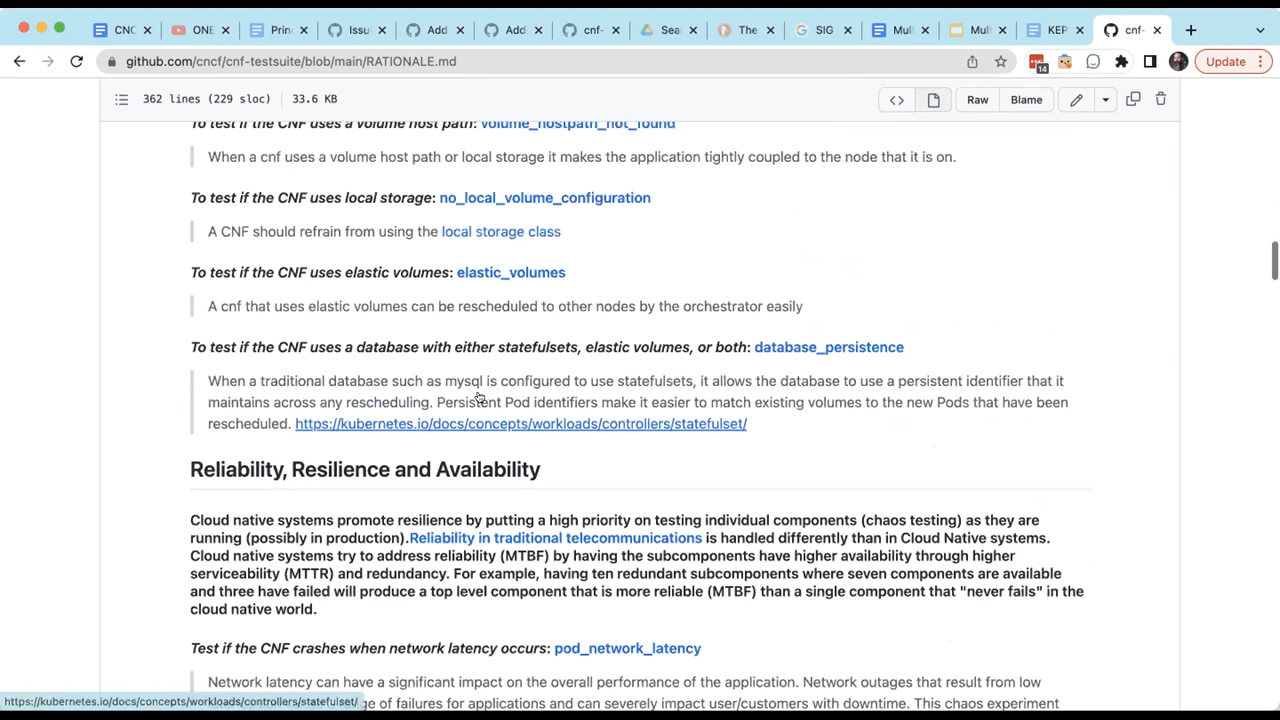 CNC
ONE
Princ
Issue
Add
Add
cnf-
Sear
The
SIG
Mult
Mult
KEP
cnf-
github.com/cncf/cnf-testsuite/blob/main/RATIONALE.md
14
Update
362 lines (229 sloc)
33.6 KB
Raw
Blame
To test if the CNF uses a volume host path: volume_hostpath_not_found
When a cnf uses a volume host path or local storage it makes the application tightly coupled to the node that it is on.
To test if the CNF uses local storage: no_local_volume_configuration
A CNF should refrain from using the local storage class
To test if the CNF uses elastic volumes: elastic_volumes
A cnf that uses elastic volumes can be rescheduled to other nodes by the orchestrator easily
To test if the CNF uses a database with either statefulsets, elastic volumes, or both: database_persistence
When a traditional database such as mysql is configured to use statefulsets, it allows the database to use a persistent identifier that it
maintains across any rescheduling. Persistent Pod identifiers make it easier to match existing volumes to the new Pods that have been
rescheduled. https://kubernetes.io/docs/concepts/workloads/controllers/statefulset/
Reliability, Resilience and Availability
Cloud native systems promote resilience by putting a high priority on testing individual components (chaos testing) as they are
running (possibly in production).Reliability in traditional telecommunications is handled differently than in Cloud Native systems.
Cloud native systems try to address reliability (MTBF) by having the subcomponents have higher availability through higher
serviceability (MTTR) and redundancy. For example, having ten redundant subcomponents where seven components are available
and three have failed will produce a top level component that is more reliable (MTBF) than a single component that "never fails" in the
cloud native world.
Test if the CNF crashes when network latency occurs: pod_network_latency
Network latency can have a significant impact on the overall performance of the application. Network outages that result from low
https://kubernetes.io/docs/concepts/workloads/controllers/statefulset/
ge of failures for applications and can severely impact user/customers with downtime. This chaos experiment